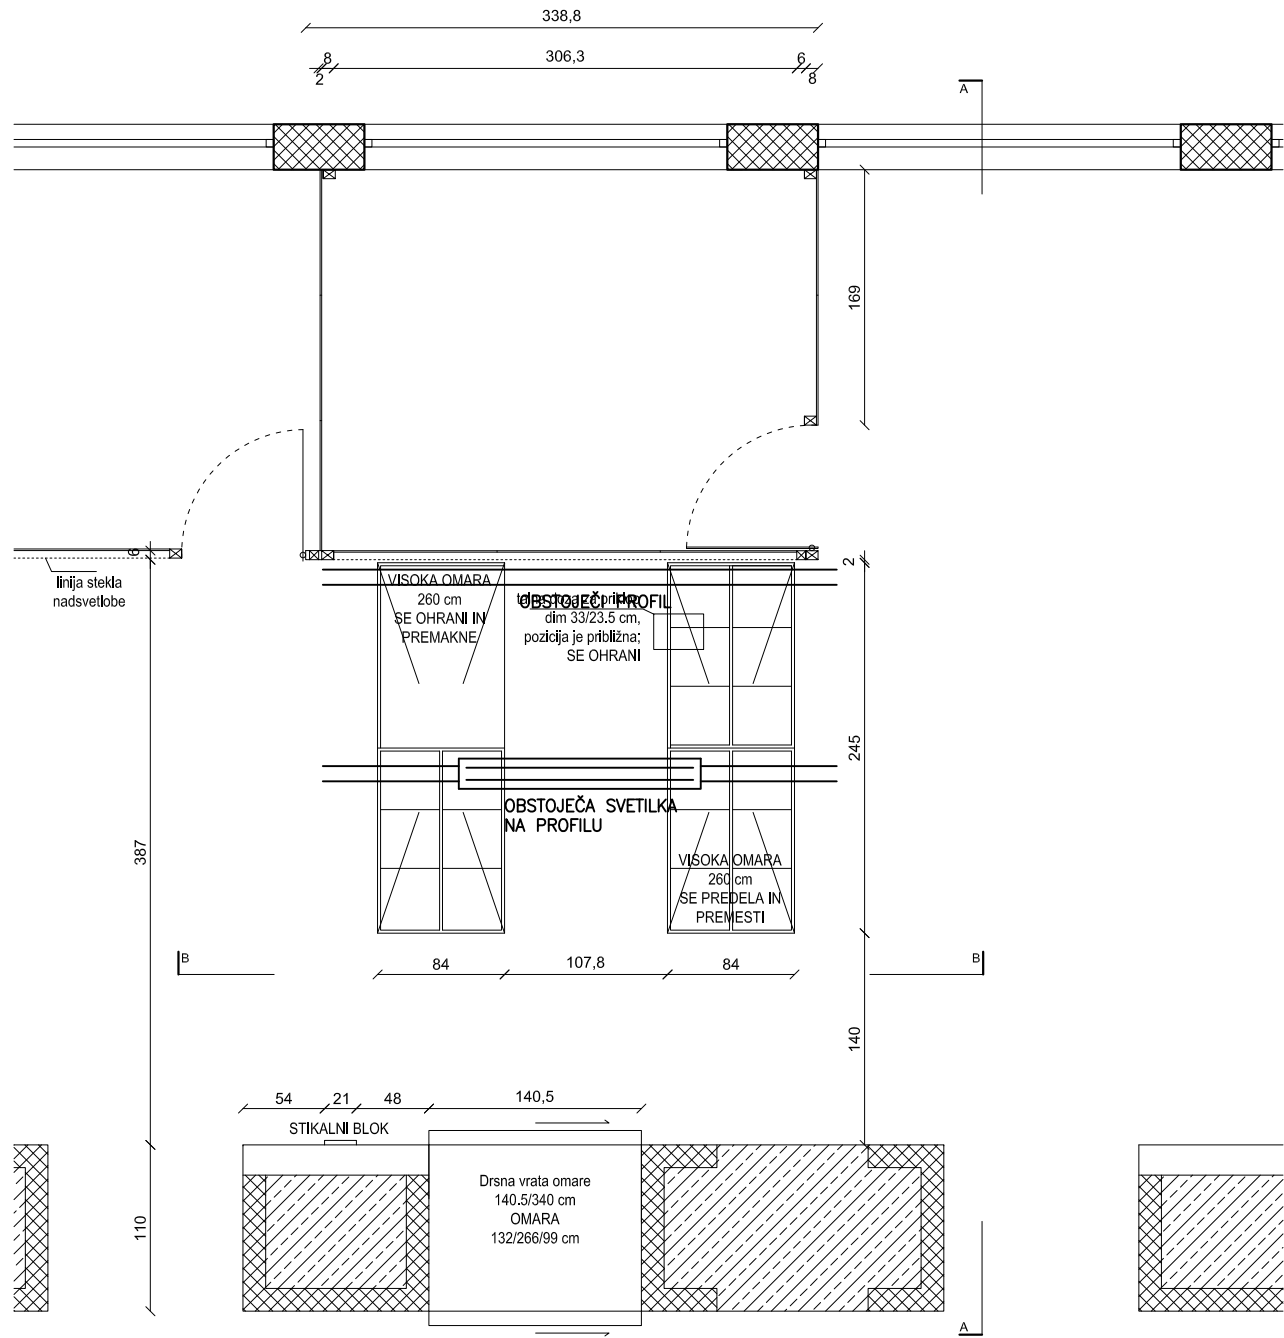 338,8
8
306,3
6
2
8
A
169
6
linija stekla
nadsvetlobe
2
VISOKA OMARA
260 cm
SE OHRANI IN
PREMAKNE
OBSTOJEČI PROFIL
dim 33/23.5 cm,
pozicija je približna;
SE OHRANI
245
OBSTOJEČA SVETILKA
NA PROFILU
387
VISOKA OMARA
260 cm
SE PREDELA IN
PREMESTI
B
84
107,8
84
B
140
54
21
48
140,5
STIKALNI BLOK
Drsna vrata omare
140.5/340 cm
OMARA
132/266/99 cm
110
A